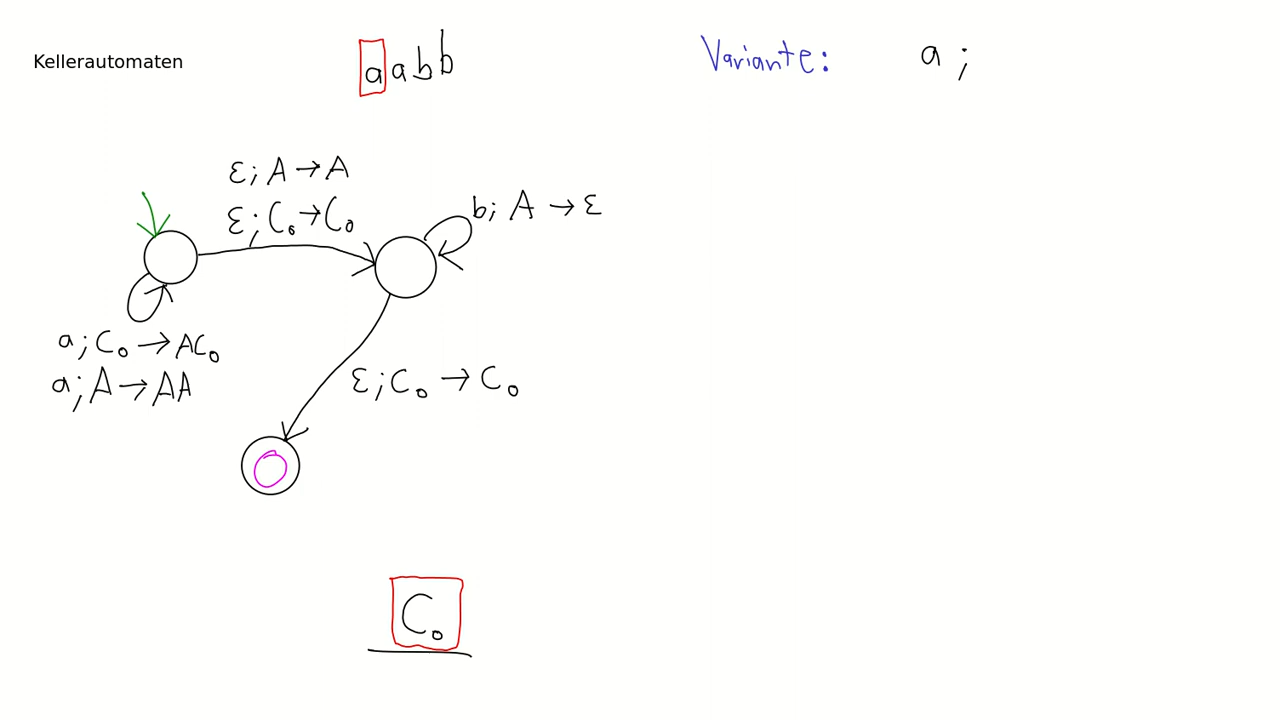 Kellerautomaten
aabb
Variante: a ;
ε; A → A
ε; C₀ → C₀
b; A → ε
a; C₀ → AC₀
a; A → AA
ε; C₀ → C₀
C₀